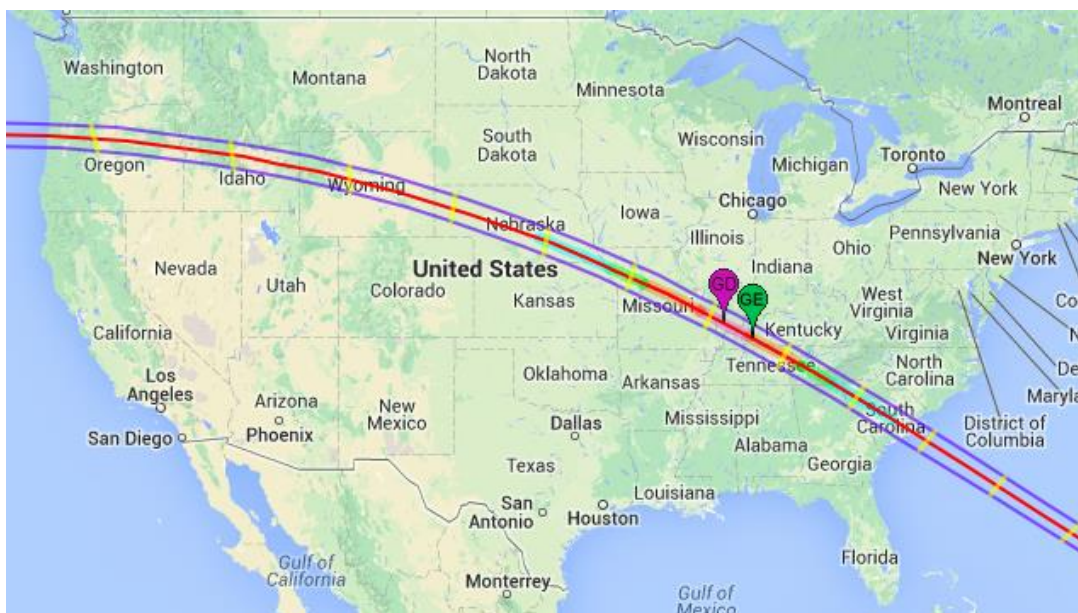 Washington
Montana
North
Dakota
Minnesota
Montreal
Oregon
Idaho
Wyoming
South
Dakota
Wisconsin
Michigan
Toronto
New York
Nebraska
Iowa
Chicago
Illinois
Indiana
Ohio
Pennsylvania
New York
Nevada
Utah
Colorado
United States
Kansas
Missouri
GD
GE
Kentucky
West
Virginia
Virginia
California
Los
Angeles
San Diego
Arizona
Phoenix
New
Mexico
Oklahoma
Arkansas
Tennessee
North
Carolina
South
Carolina
Co
N
De
Maryla
District of
Columbia
Dallas
Texas
Mississippi
Alabama
Georgia
Louisiana
San
Antonio
Houston
Florida
Gulf of
California
Monterrey
Gulf of
Mexico